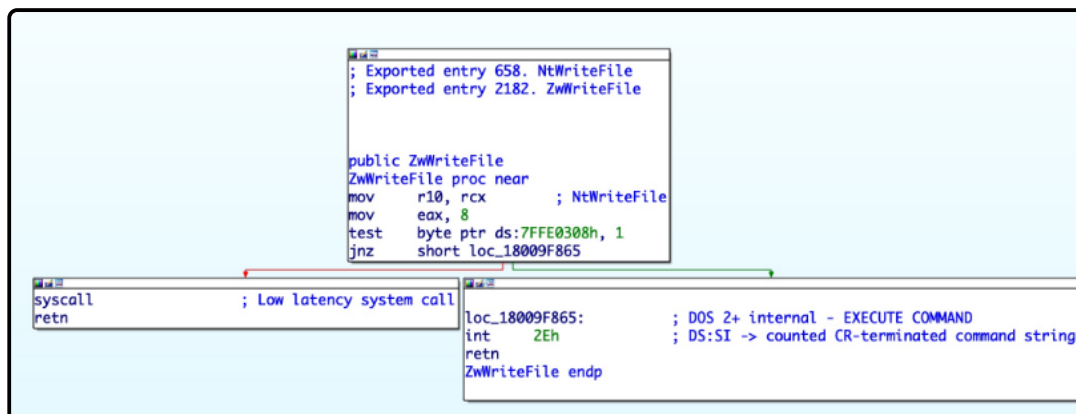 ; Exported entry 658. NtWriteFile
; Exported entry 2182. ZwWriteFile
public ZwWriteFile
ZwWriteFile proc near
mov r10, rcx ; NtWriteFile
mov eax, 8
test byte ptr ds:7FFE0308h, 1
jnz short loc_18009F865
syscall ; Low latency system call
retn
loc_18009F865: ; DOS 2+ internal - EXECUTE COMMAND
int 2Eh ; DS:SI -> counted CR-terminated command string
retn
ZwWriteFile endp